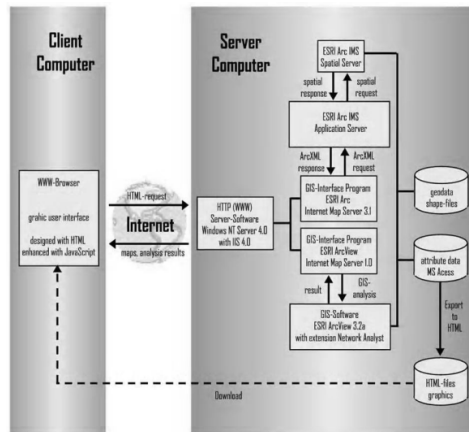 Client
Computer
Server
Computer
ESRI Arc IMS
Spatial Server
spatial
response
spatial
request
ESRI Arc IMS
Application Server
ArcXML
response
ArcXML
request
WWW-Browser
grahic user interface
designed with HTML
enhanced with JavaScript
HTML-request
Internet
maps, analysis results
HTTP (WWW)
Server-Software
Windows NT Server 4.0
with IIS 4.0
GIS-Interface Program
ESRI Arc
Internet Map Server 3.1
GIS-Interface Program
ESRI ArcView
Internet Map Server 1.0
result
GIS-
analysis
GIS-Software
ESRI ArcView 3.2a
with extension Network Analyst
geodata
shape-files
attribute data
MS Acess
Export
to
HTML
HTML-files
graphics
Download